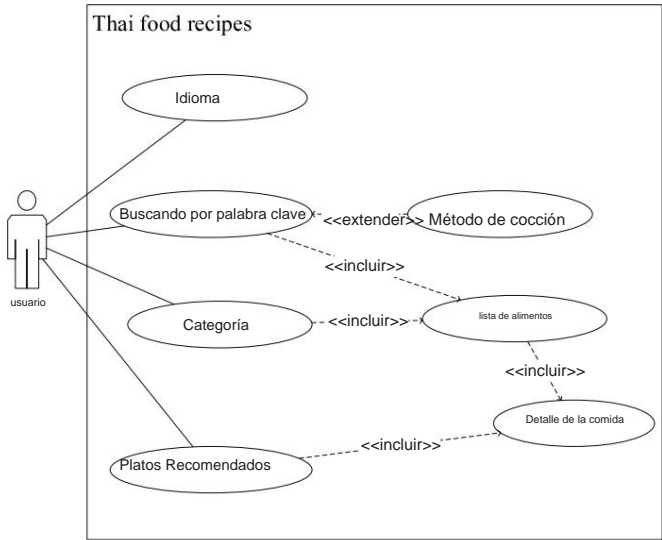 Thai food recipes
Idioma
Buscando por palabra clave
<<extender>>
Método de cocción
<<incluir>>
usuario
Categoría
<<incluir>>
lista de alimentos
<<incluir>>
Detalle de la comida
Platos Recomendados
<<incluir>>